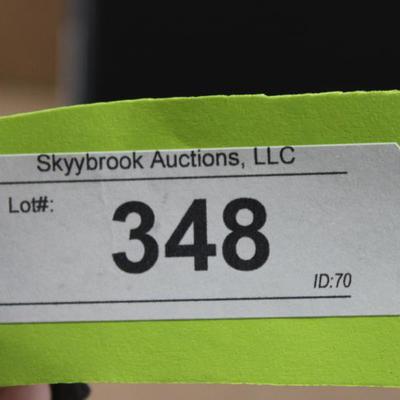 Skyybrook Auctions, LLC
Lot#:
348
ID:70